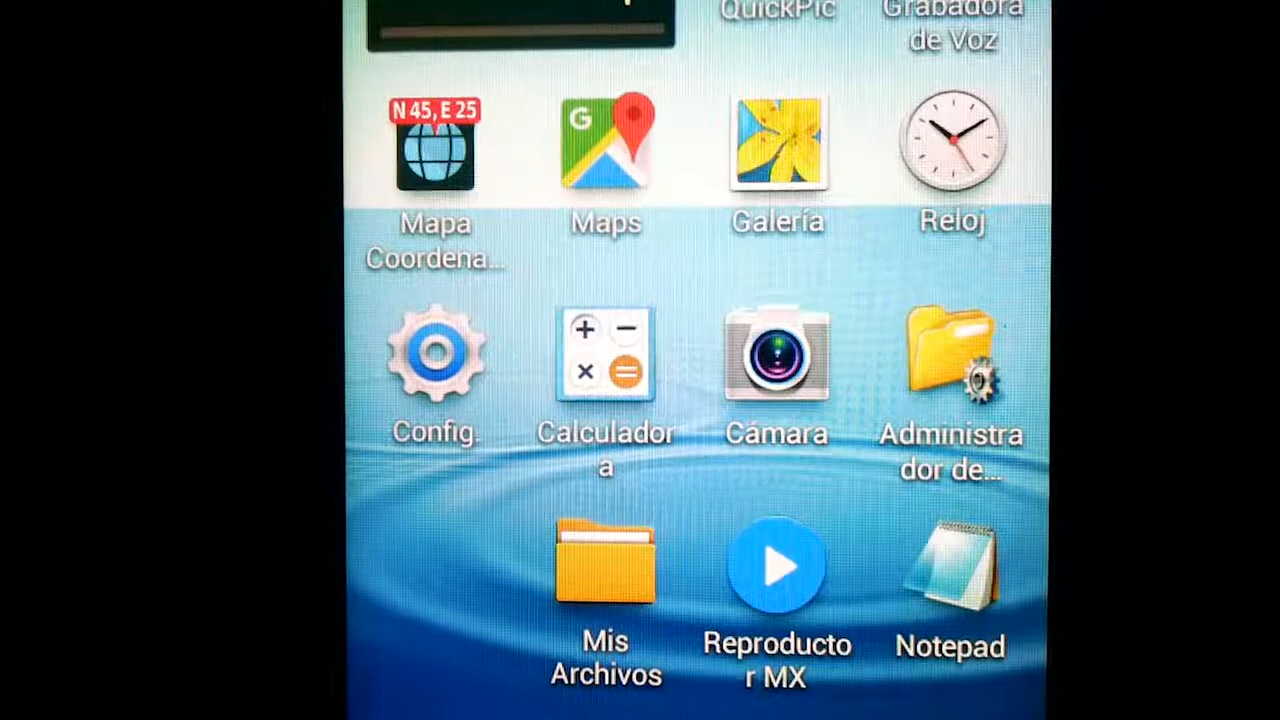 QuickPic
Grabadora
de Voz
N 45, E 25
G
Mapa
Coordena...
Maps
Galería
Reloj
Config.
Calculador
a
Cámara
Administra
dor de...
Mis
Archivos
Reproducto
r MX
Notepad